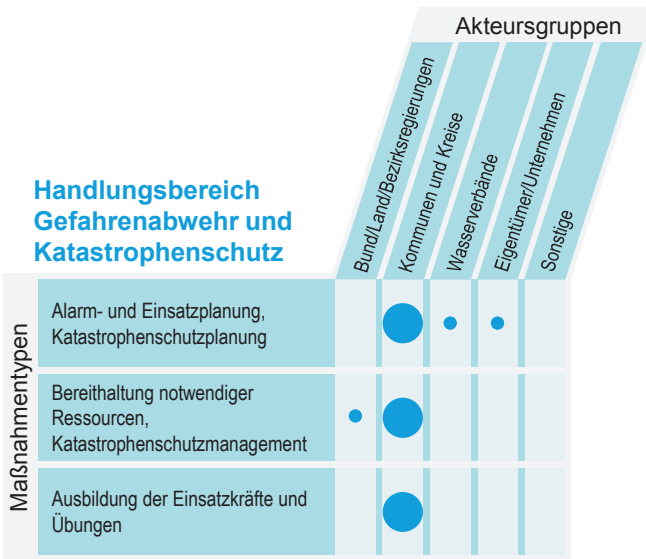 Akteursgruppen
Bund/Land/Bezirksregierungen
Kommunen und Kreise
Wasserverbände
Eigentümer/Unternehmen
Sonstige
Handlungsbereich
Gefahrenabwehr und
Katastrophenschutz
Maßnahmentypen
Alarm- und Einsatzplanung,
Katastrophenschutzplanung
Bereithaltung notwendiger
Ressourcen,
Katastrophenschutzmanagement
Ausbildung der Einsatzkräfte und
Übungen